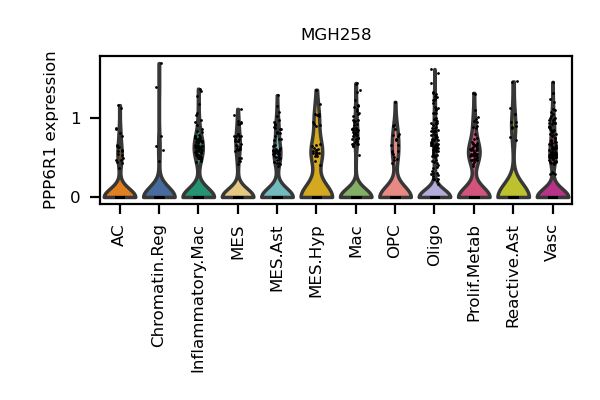 MGH258
PPP6R1 expression
1
0
AC
Chromatin.Reg
Inflammatory.Mac
MES
MES.Ast
MES.Hyp
Mac
OPC
Oligo
Prolif.Metab
Reactive.Ast
Vasc